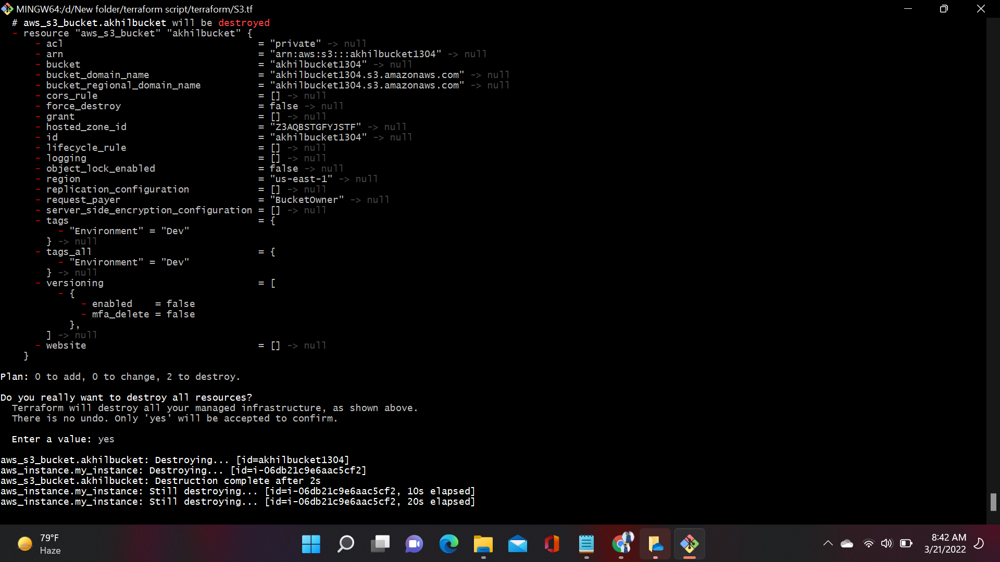 MINGW64:/d/New folder/terraform script/terraform/S3.tf
# aws_s3_bucket.akhilbucket will be destroyed
- resource "aws_s3_bucket" "akhilbucket" {
- acl = "private" -> null
- arn = "arn:aws:s3:::akhilbucket1304" -> null
- bucket = "akhilbucket1304" -> null
- bucket_domain_name = "akhilbucket1304.s3.amazonaws.com" -> null
- bucket_regional_domain_name = "akhilbucket1304.s3.amazonaws.com" -> null
- cors_rule = [] -> null
- force_destroy = false -> null
- grant = [] -> null
- hosted_zone_id = "Z3AQBSTGFYJSTF" -> null
- id = "akhilbucket1304" -> null
- lifecycle_rule = [] -> null
- logging = [] -> null
- object_lock_enabled = false -> null
- region = "us-east-1" -> null
- replication_configuration = [] -> null
- request_payer = "BucketOwner" -> null
- server_side_encryption_configuration = [] -> null
- tags = {
- "Environment" = "Dev"
} -> null
- tags_all = {
- "Environment" = "Dev"
} -> null
- versioning = [
- {
- enabled = false
- mfa_delete = false
},
] -> null
- website = [] -> null
}
Plan: 0 to add, 0 to change, 2 to destroy.
Do you really want to destroy all resources?
Terraform will destroy all your managed infrastructure, as shown above.
There is no undo. Only 'yes' will be accepted to confirm.
Enter a value: yes
aws_s3_bucket.akhilbucket: Destroying... [id=akhilbucket1304]
aws_instance.my_instance: Destroying... [id=i-06db21c9e6aac5cf2]
aws_s3_bucket.akhilbucket: Destruction complete after 2s
aws_instance.my_instance: Still destroying... [id=i-06db21c9e6aac5cf2, 10s elapsed]
aws_instance.my_instance: Still destroying... [id=i-06db21c9e6aac5cf2, 20s elapsed]
79°F
Haze
8:42 AM
3/21/2022